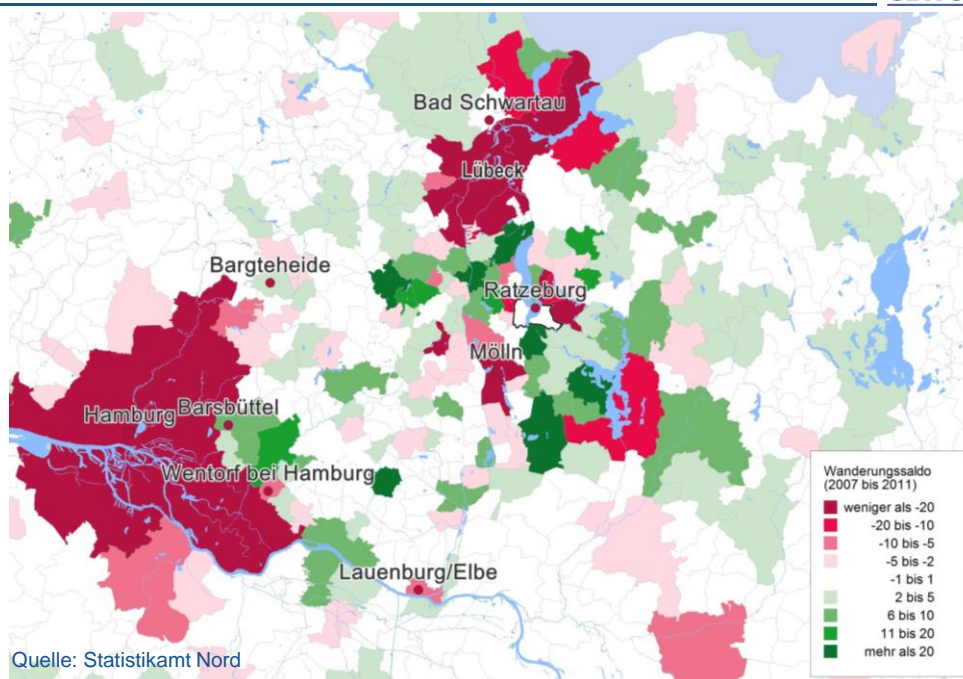 Bad Schwartau
Lübeck
Bargteheide
Ratzeburg
Mölln
Hamburg
Barsbüttel
Wentorf bei Hamburg
Lauenburg/Elbe
Wanderungssaldo
(2007 bis 2011)
weniger als -20
-20 bis -10
-10 bis -5
-5 bis -2
-1 bis 1
2 bis 5
6 bis 10
11 bis 20
mehr als 20
Quelle: Statistikamt Nord